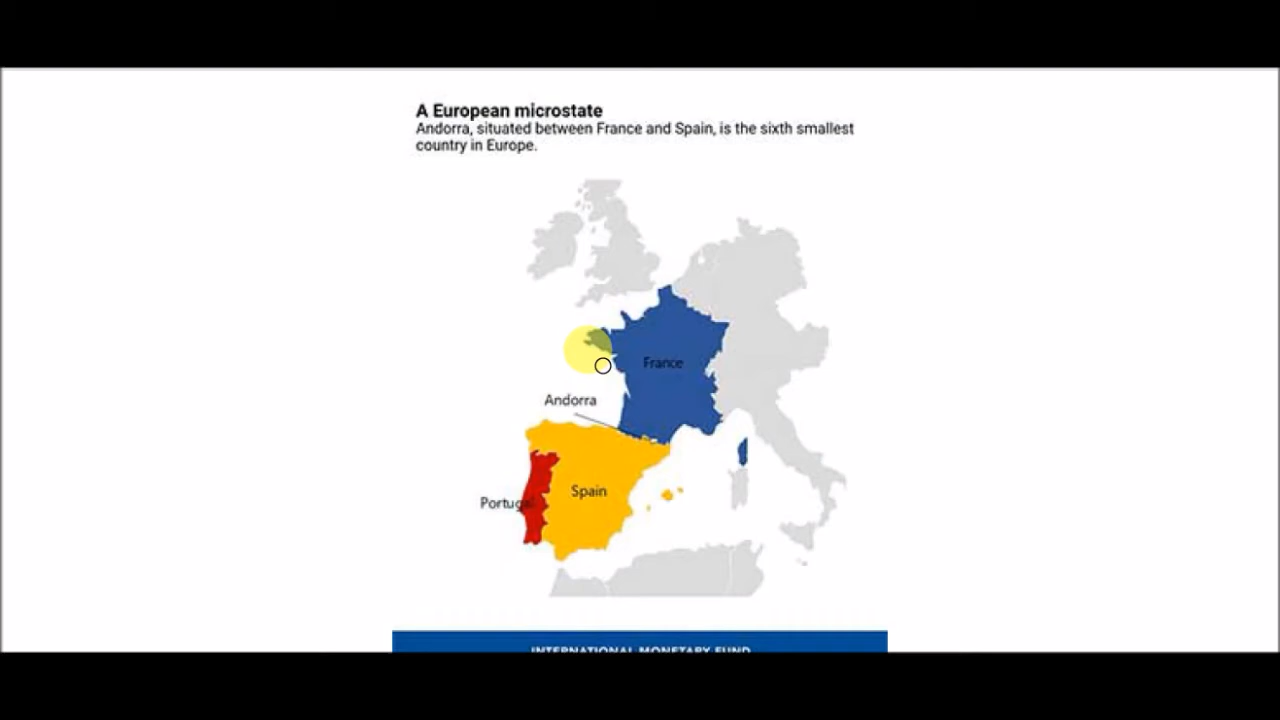 A European microstate
Andorra, situated between France and Spain, is the sixth smallest
country in Europe.
France
Andorra
Spain
Portugal
INTERNATIONAL MONETARY FUND